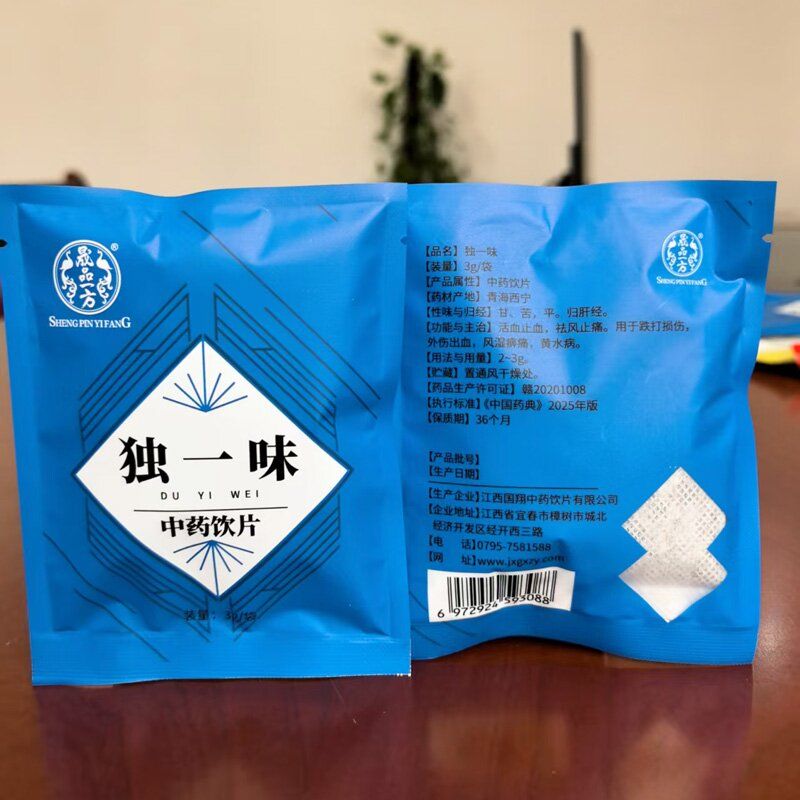 晟品一方
®
SHENG PIN YI FANG
独一味
DU YI WEI
中药饮片
装量：3g/袋
晟品一方
®
SHENG PIN YI FANG
【品名】独一味
【装量】3g/袋
【产品属性】中药饮片
【药材产地】青海西宁
【性味与归经】甘、苦，平。归肝经。
【功能与主治】活血止血，祛风止痛。用于跌打损伤，
外伤出血，风湿痹痛，黄水病。
【用法与用量】2~3g。
【贮藏】置通风干燥处。
【药品生产许可证】赣20201008
【执行标准】《中国药典》2025年版
【保质期】36个月
【产品批号】
【生产日期】
【生产企业】江西国翔中药饮片有限公司
【企业地址】江西省宜春市樟树市城北
经济开发区经开西三路
【电 话】0795-7581588
【网 址】www.jxgxzy.com
6 972924 593088